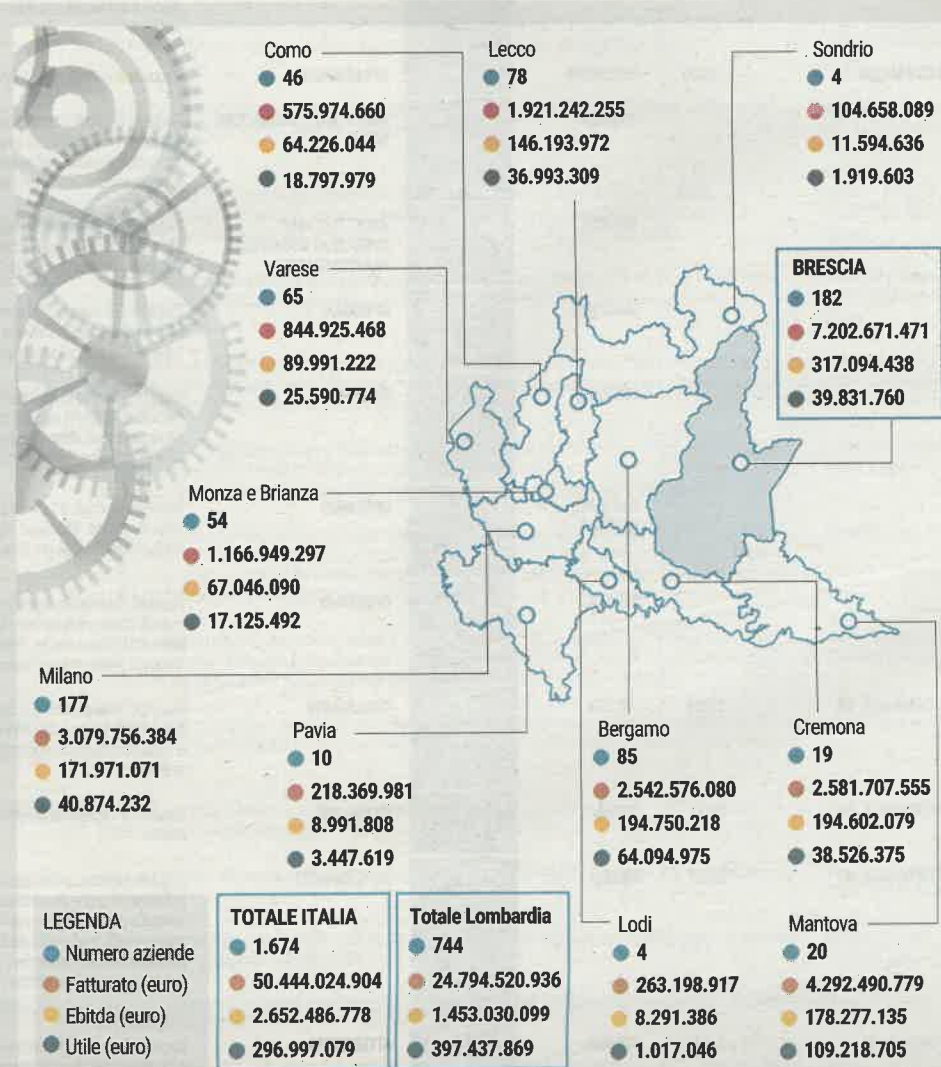 Como
46
575.974.660
64.226.044
18.797.979
Lecco
78
1.921.242.255
146.193.972
36.993.309
Sondrio
4
104.658.089
11.594.636
1.919.603
Varese
65
844.925.468
89.991.222
25.590.774
BRESCIA
182
7.202.671.471
317.094.438
39.831.760
Monza e Brianza
54
1.166.949.297
67.046.090
17.125.492
Milano
177
3.079.756.384
171.971.071
40.874.232
Pavia
10
218.369.981
8.991.808
3.447.619
Bergamo
85
2.542.576.080
194.750.218
64.094.975
Cremona
19
2.581.707.555
194.602.079
38.526.375
LEGENDA
Numero aziende
Fatturato (euro)
Ebitda (euro)
Utile (euro)
TOTALE ITALIA
1.674
50.444.024.904
2.652.486.778
296.997.079
Totale Lombardia
744
24.794.520.936
1.453.030.099
397.437.869
Lodi
4
263.198.917
8.291.386
1.017.046
Mantova
20
4.292.490.779
178.277.135
109.218.705